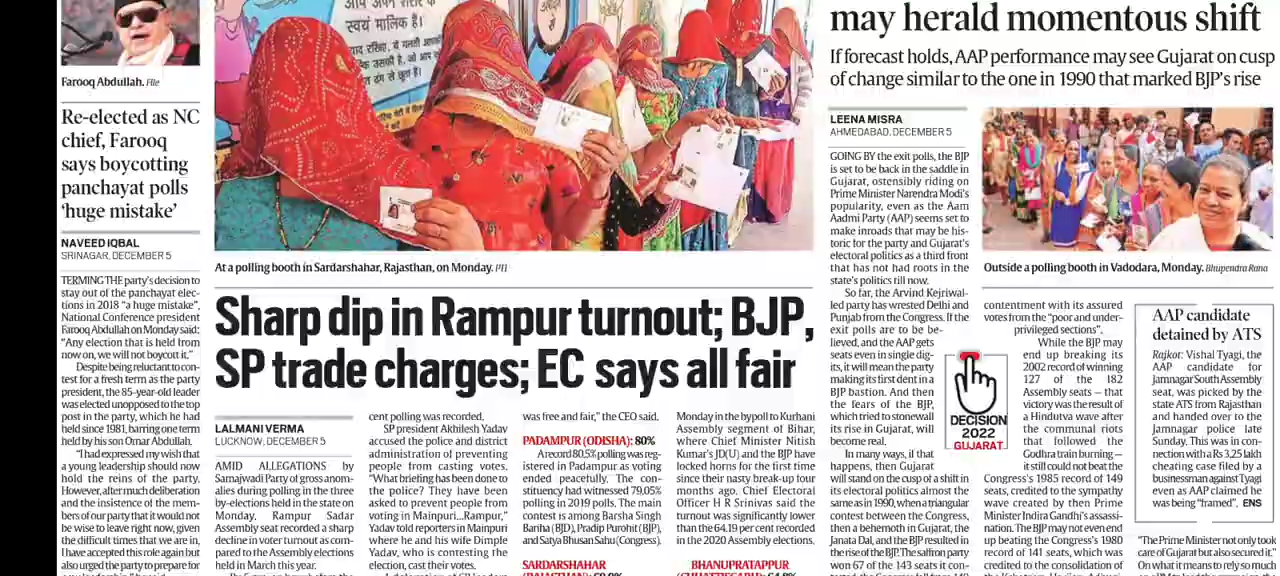 Farooq Abdullah. File
Re-elected as NC
chief, Farooq
says boycotting
panchayat polls
‘huge mistake’
NAVEED IQBAL
SRINAGAR, DECEMBER 5
TERMING THE party's decision to
stay out of the panchayat elec-
tions in 2018 "a huge mistake",
National Conference president
Farooq Abdullah on Monday said:
"Any election that is held from
now on, we will not boycott it."
Despite being reluctant to con-
test for a fresh term as the party
president, the 85-year-old leader
was elected unopposed to the top
post in the party, which he had
held since 1981, barring one term
held by his son Omar Abdullah.
"I had expressed my wish that
a young leadership should now
hold the reins of the party.
However, after much deliberation
and the insistence of the mem-
bers of our party that it would not
be wise to leave right now, given
the difficult times that we are in,
I have accepted this role again but
also urged the party to prepare for
स्वयं मालिक हैं।
At a polling booth in Sardarshahar, Rajasthan, on Monday. PTI
Sharp dip in Rampur turnout; BJP,
SP trade charges; EC says all fair
LALMANI VERMA
LUCKNOW, DECEMBER 5
AMID ALLEGATIONS by
Samajwadi Party of gross anom-
alies during polling in the three
by-elections held in the state on
Monday, Rampur Sadar
Assembly seat recorded a sharp
decline in voter turnout as com-
pared to the Assembly elections
held in March this year.
cent polling was recorded.
SP president Akhilesh Yadav
accused the police and district
administration of preventing
people from casting votes.
"What briefing has been done to
the police? They have been
asked to prevent people from
voting in Mainpuri...Rampur,"
Yadav told reporters in Mainpuri
where he and his wife Dimple
Yadav, who is contesting the
election, cast their votes.
was free and fair," the CEO said.
PADAMPUR (ODISHA): 80%
A record 80.5% polling was reg-
istered in Padampur as voting
ended peacefully. The con-
stituency had witnessed 79.05%
polling in 2019 polls. The main
contest is among Barsha Singh
Bariha (BJD), Pradip Purohit (BJP),
and Satya Bhusan Sahu (Congress).
SARDARSHAHAR
Monday in the bypoll to Kurhani
Assembly segment of Bihar,
where Chief Minister Nitish
Kumar's JD(U) and the BJP have
locked horns for the first time
since their nasty break-up four
months ago. Chief Electoral
Officer H R Srinivas said the
turnout was significantly lower
than the 64.19 per cent recorded
in the 2020 Assembly elections.
BHANUPRATAPPUR
may herald momentous shift
If forecast holds, AAP performance may see Gujarat on cusp
of change similar to the one in 1990 that marked BJP's rise
LEENA MISRA
AHMEDABAD, DECEMBER 5
GOING BY the exit polls, the BJP
is set to be back in the saddle in
Gujarat, ostensibly riding on
Prime Minister Narendra Modi's
popularity, even as the Aam
Aadmi Party (AAP) seems set to
make inroads that may be his-
toric for the party and Gujarat's
electoral politics as a third front
that has not had roots in the
state's politics till now.
So far, the Arvind Kejriwal-
led party has wrested Delhi and
Punjab from the Congress. If the
exit polls are to be be-
lieved, and the AAP gets
seats even in single dig-
its, it will mean the party
making its first dent in a
BJP bastion. And then
the fears of the BJP,
which tried to stonewall
its rise in Gujarat, will
become real.
In many ways, if that
happens, then Gujarat
will stand on the cusp of a shift in
its electoral politics almost the
same as in 1990, when a triangular
contest between the Congress,
then a behemoth in Gujarat, the
Janata Dal, and the BJP resulted in
the rise of the BJP. The saffron party
won 67 of the 143 seats it con-
DECISION
2022
GUJARAT
Outside a polling booth in Vadodara, Monday. Bhupendra Rana
contentment with its assured
votes from the "poor and under-
privileged sections".
While the BJP may
end up breaking its
2002 record of winning
127 of the 182
Assembly seats — that
victory was the result of
a Hindutva wave after
the communal riots
that followed the
Godhra train burning —
it still could not beat the
Congress's 1985 record of 149
seats, credited to the sympathy
wave created by then Prime
Minister Indira Gandhi's assassi-
nation. The BJP may not even end
up beating the Congress's 1980
record of 141 seats, which was
credited to the consolidation of
AAP candidate
detained by ATS
Rajkot: Vishal Tyagi, the
AAP candidate for
Jamnagar South Assembly
seat, was picked by the
state ATS from Rajasthan
and handed over to the
Jamnagar police late
Sunday. This was in con-
nection with a Rs 3.25 lakh
cheating case filed by a
businessman against Tyagi
even as AAP claimed he
was being "framed". ENS
"The Prime Minister not only took
care of Gujarat but also secured it."
On what it means to rely so much